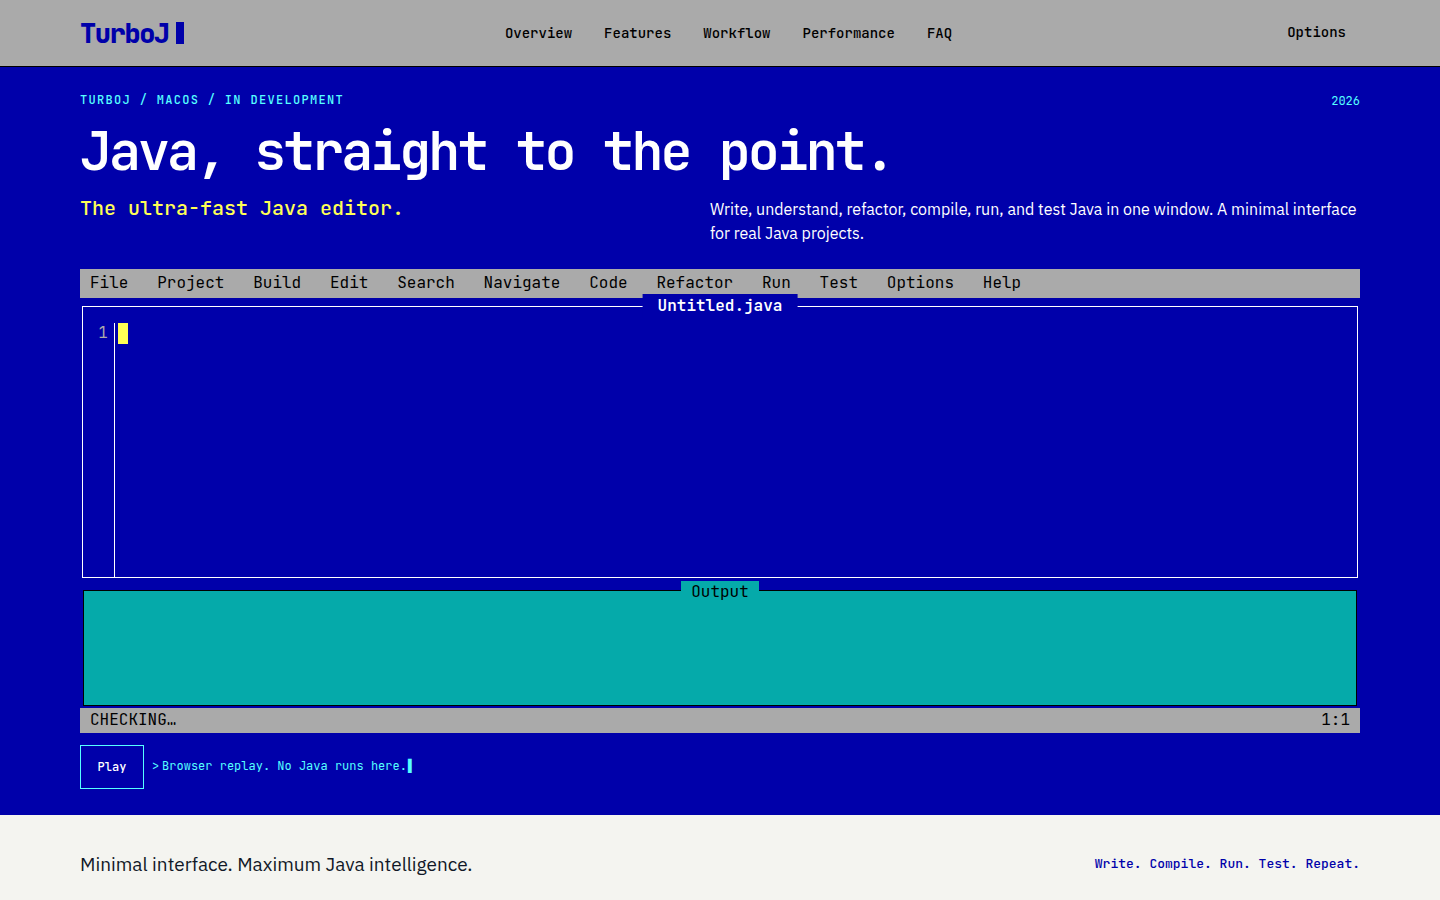 TurboJ
Overview Features Workflow Performance FAQ
Options
TURBOJ / MACOS / IN DEVELOPMENT
2026
Java, straight to the point.
The ultra-fast Java editor.
Write, understand, refactor, compile, run, and test Java in one window. A minimal interface
for real Java projects.
File Project Build Edit Search Navigate Code Refactor Run Test Options Help
Untitled.java
1
Output
CHECKING… 1:1
Play
> Browser replay. No Java runs here.
Minimal interface. Maximum Java intelligence.
Write. Compile. Run. Test. Repeat.